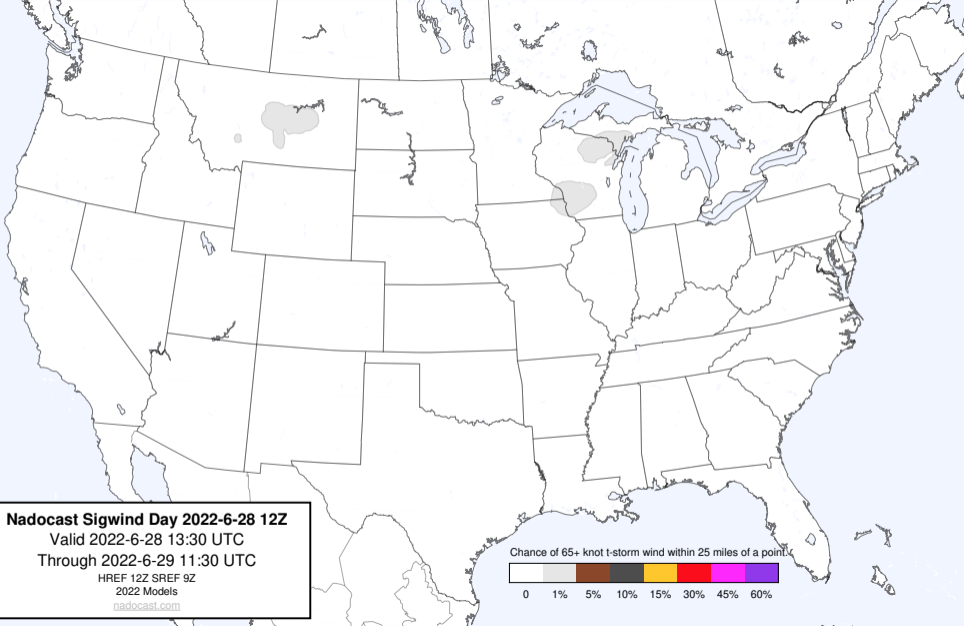 Nadocast Sigwind Day 2022-6-28 12Z
Valid 2022-6-28 13:30 UTC
Through 2022-6-29 11:30 UTC
HREF 12Z SREF 9Z
2022 Models
nadocast.com
Chance of 65+ knot t-storm wind within 25 miles of a point.
0 1% 5% 10% 15% 30% 45% 60%